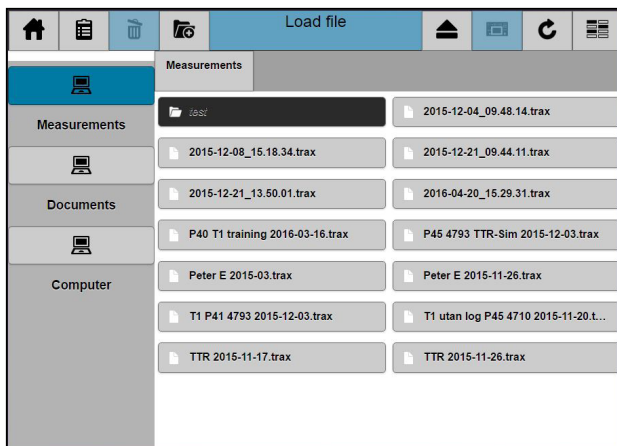 Load file
Measurements
Measurements
test
2015-12-04_09.48.14.trax
2015-12-08_15.18.34.trax
2015-12-21_09.44.11.trax
Documents
2015-12-21_13.50.01.trax
2016-04-20_15.29.31.trax
P40 T1 training 2016-03-16.trax
P45 4793 TTR-Sim 2015-12-03.trax
Computer
Peter E 2015-03.trax
Peter E 2015-11-26.trax
T1 P41 4793 2015-12-03.trax
T1 utan log P45 4710 2015-11-20.t...
TTR 2015-11-17.trax
TTR 2015-11-26.trax